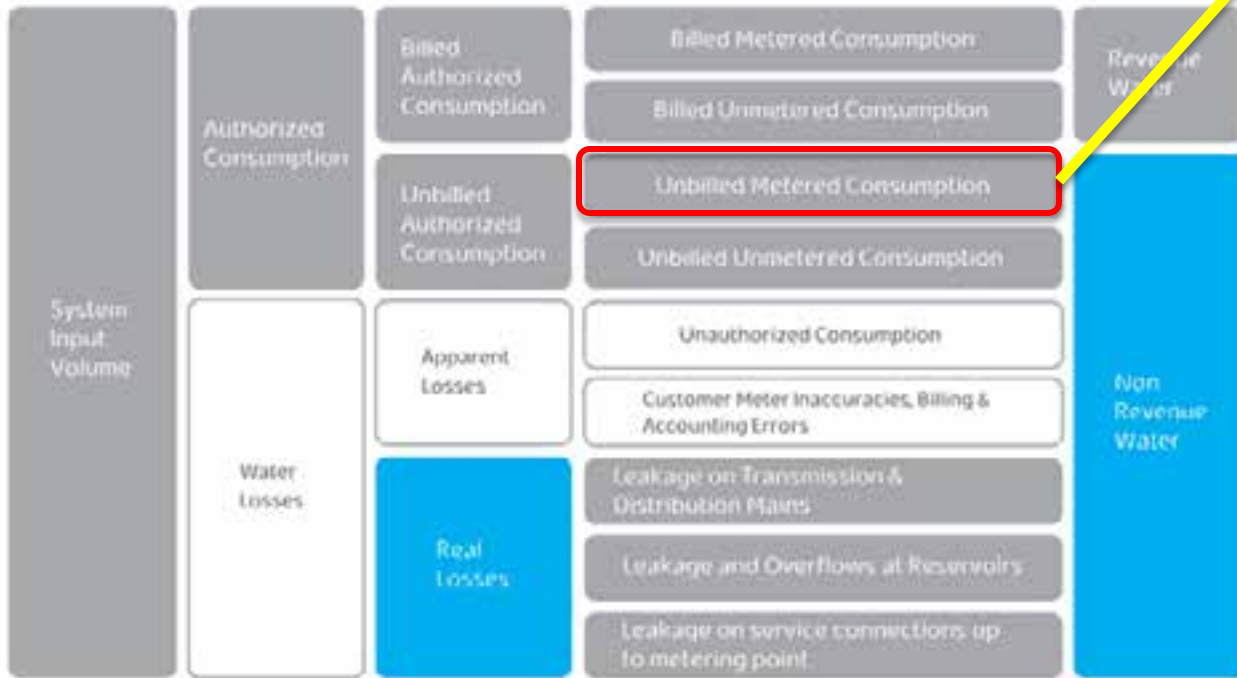 System
Input
Volume
Authorized
Consumption
Water
Losses
Billed
Authorized
Consumption
Unbilled
Authorized
Consumption
Apparent
Losses
Real
Losses
Billed Metered Consumption
Billed Unmetered Consumption
Unbilled Metered Consumption
Unbilled Unmetered Consumption
Unauthorized Consumption
Customer Meter Inaccuracies, Billing &
Accounting Errors
Leakage on Transmission &
Distribution Mains
Leakage and Overflows at Reservoirs
Leakage on service connections up
to metering point
Revenue
Water
Non
Revenue
Water